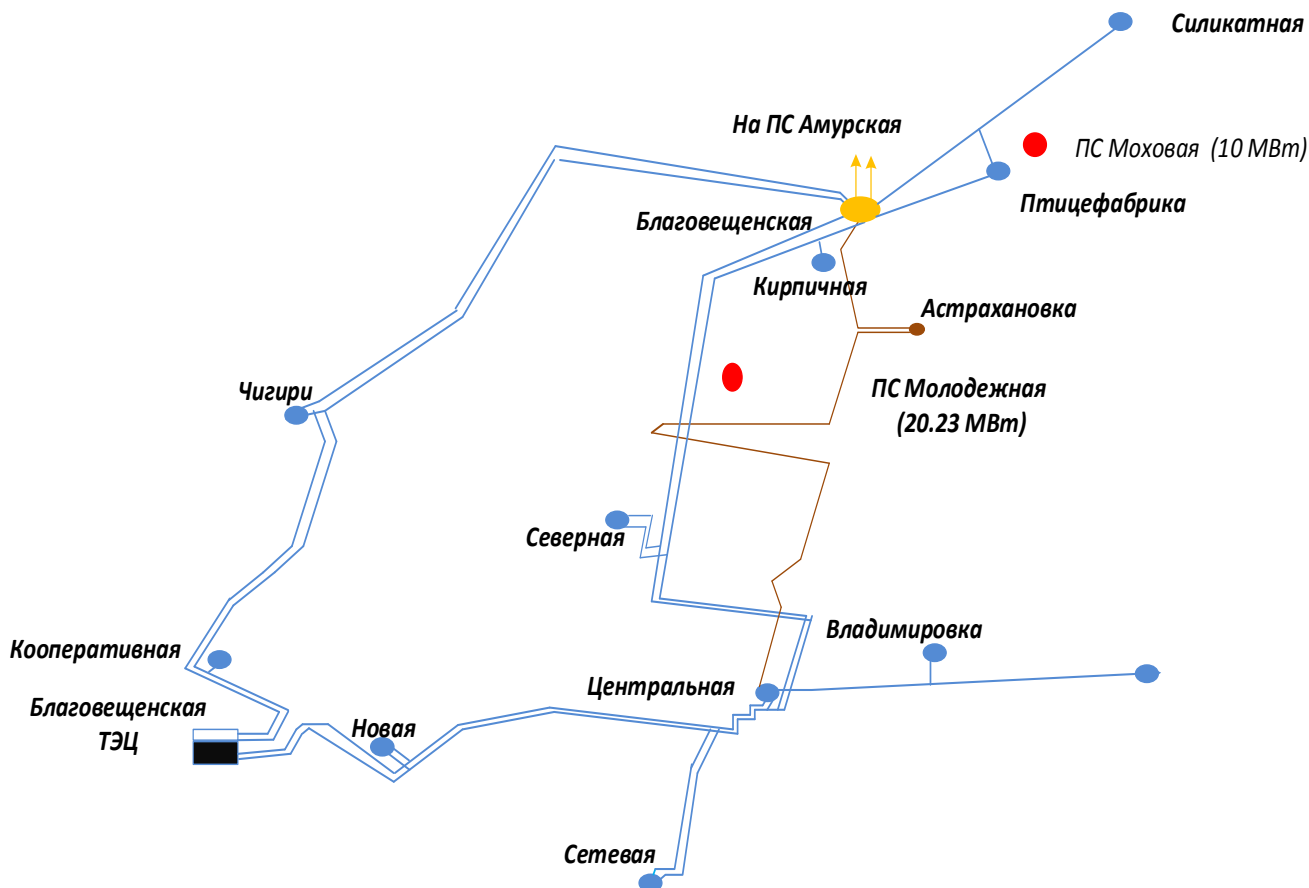 Силикатная
На ПС Амурская
ПС Моховая (10 МВт)
Птицефабрика
Благовещенская
Кирпичная
Астрахановка
Чигири
ПС Молодежная
(20.23 МВт)
Северная
Владимировка
Кооперативная
Центральная
Благовещенская
ТЭЦ
Новая
Сетевая